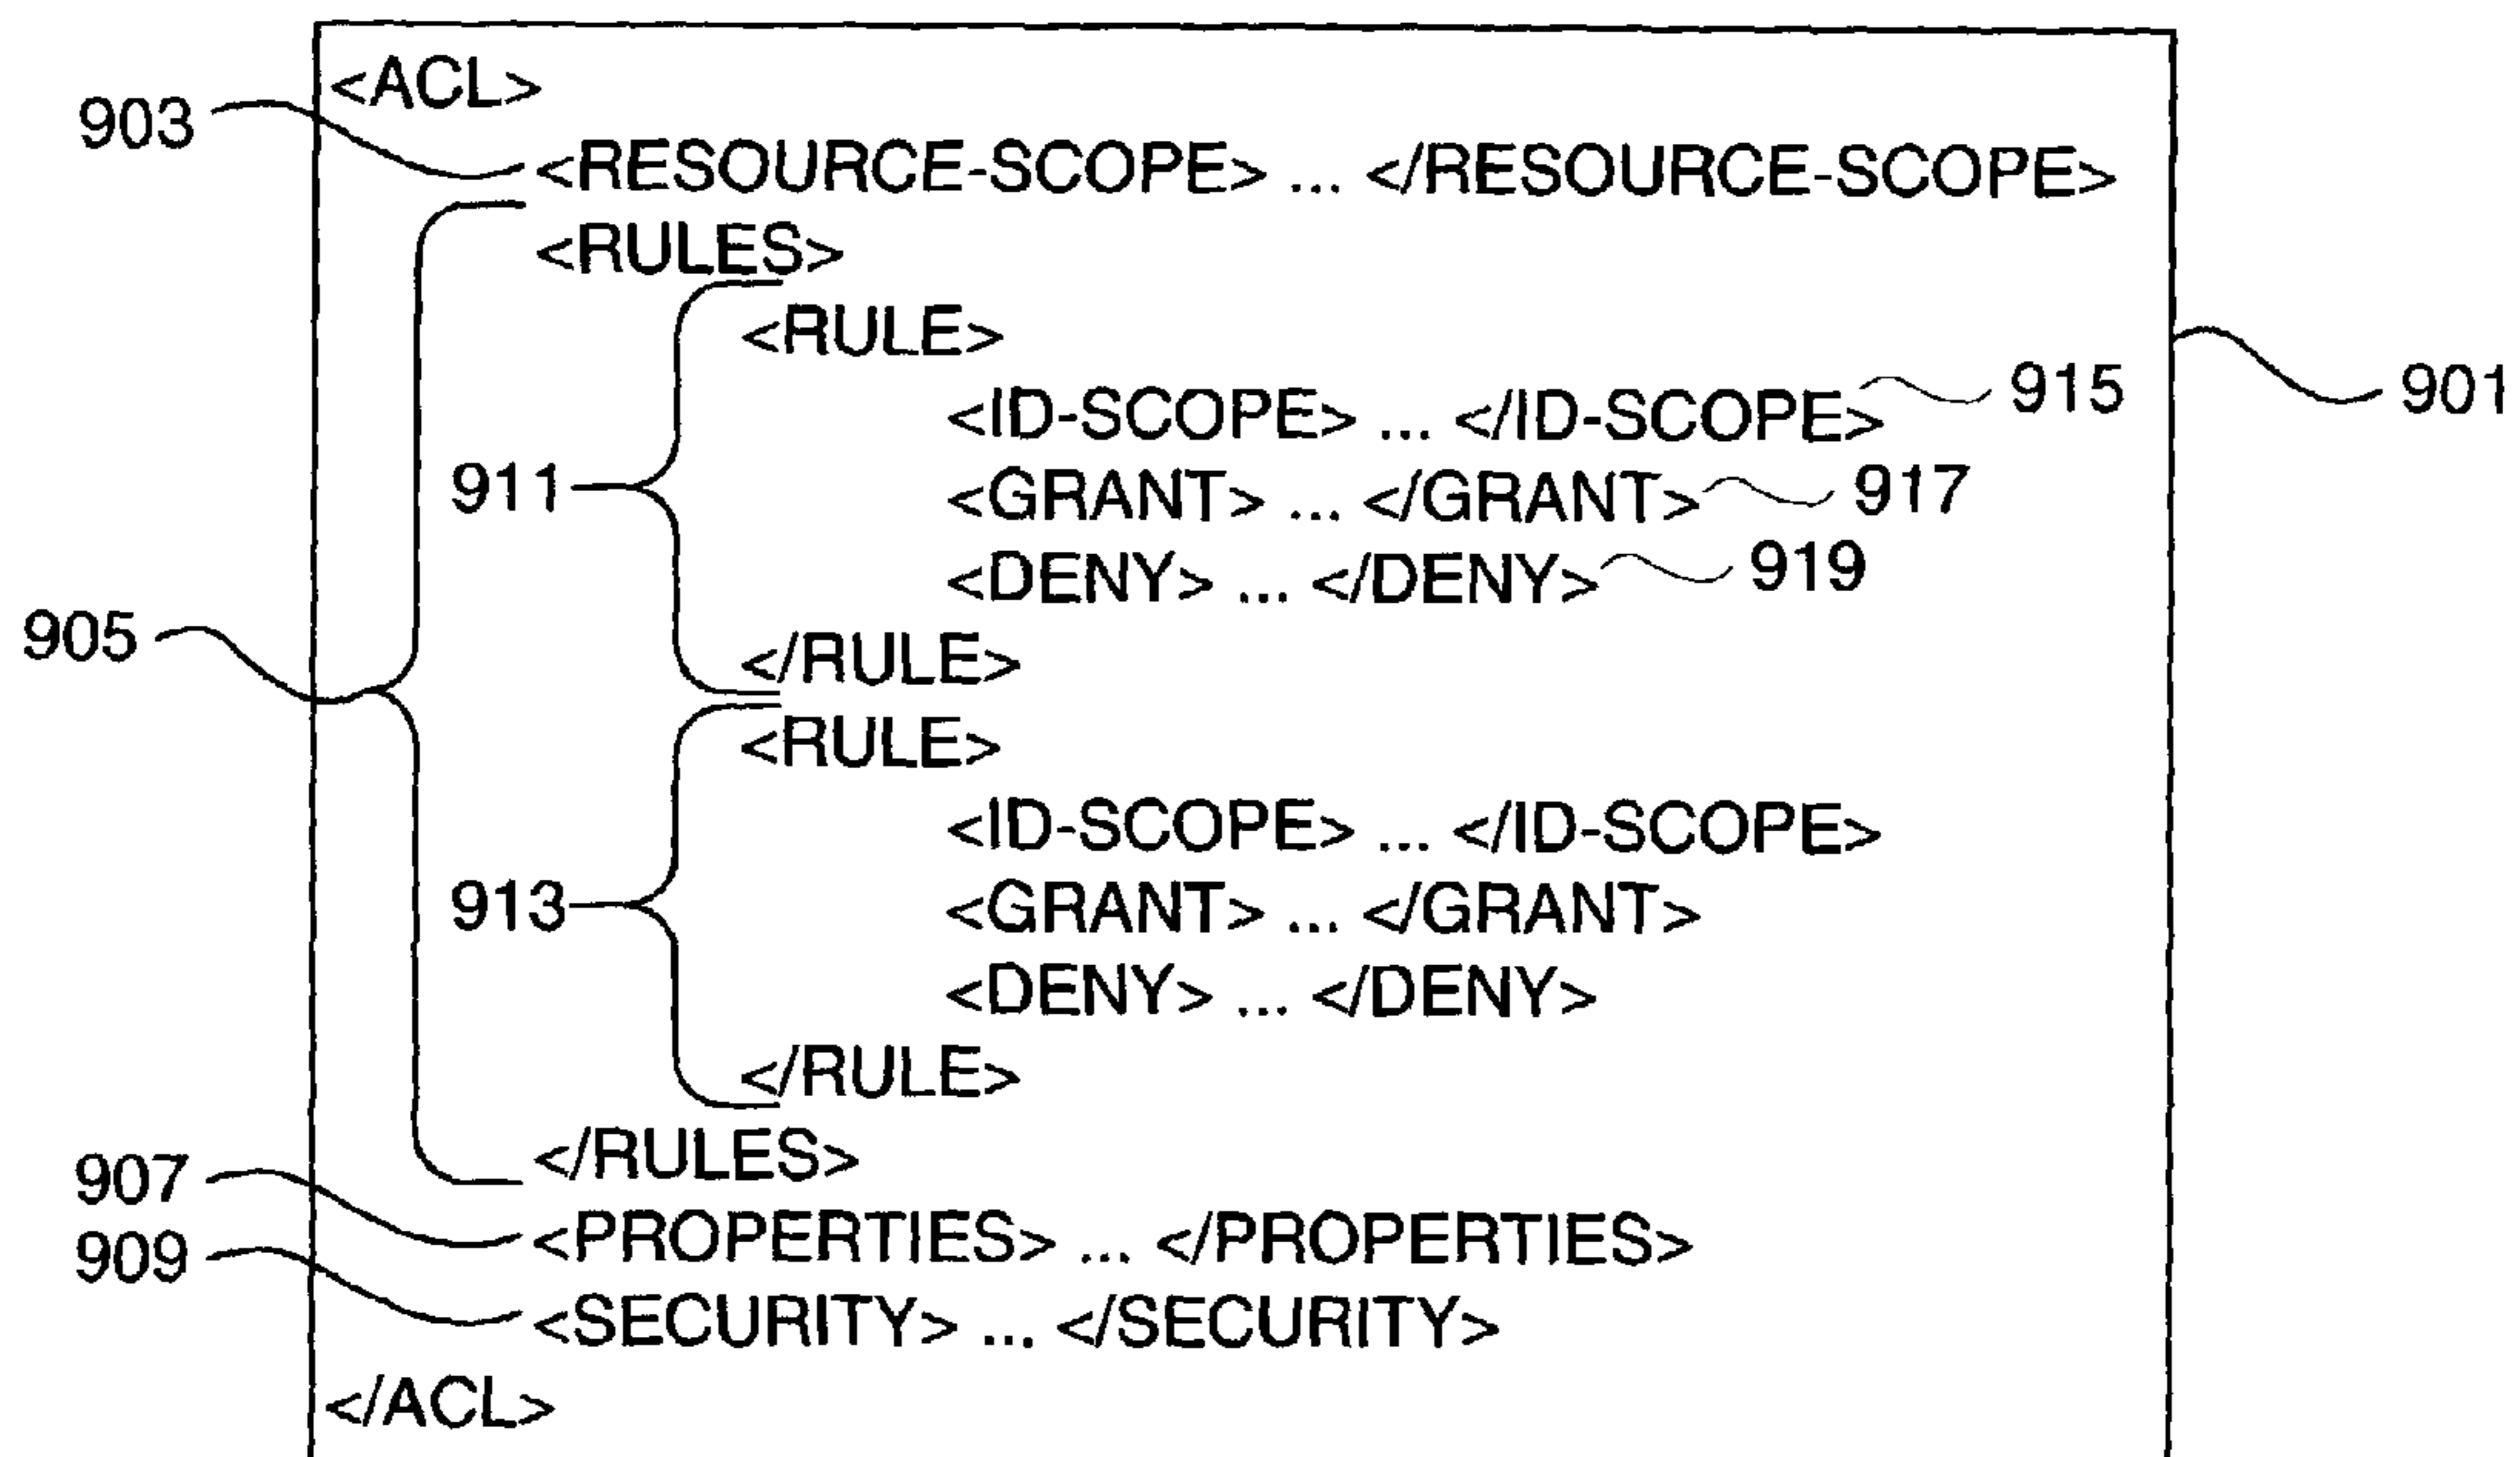 <ACL>
903
<RESOURCE-SCOPE> ... </RESOURCE-SCOPE>
<RULES>
<RULE>
<ID-SCOPE> ... </ID-SCOPE> 915 901
911 <GRANT> ... </GRANT> 917
<DENY> ... </DENY> 919
905 </RULE>
<RULE>
<ID-SCOPE> ... </ID-SCOPE>
913 <GRANT> ... </GRANT>
<DENY> ... </DENY>
</RULE>
</RULES>
907 <PROPERTIES> ... </PROPERTIES>
909 <SECURITY> ... </SECURITY>
</ACL>